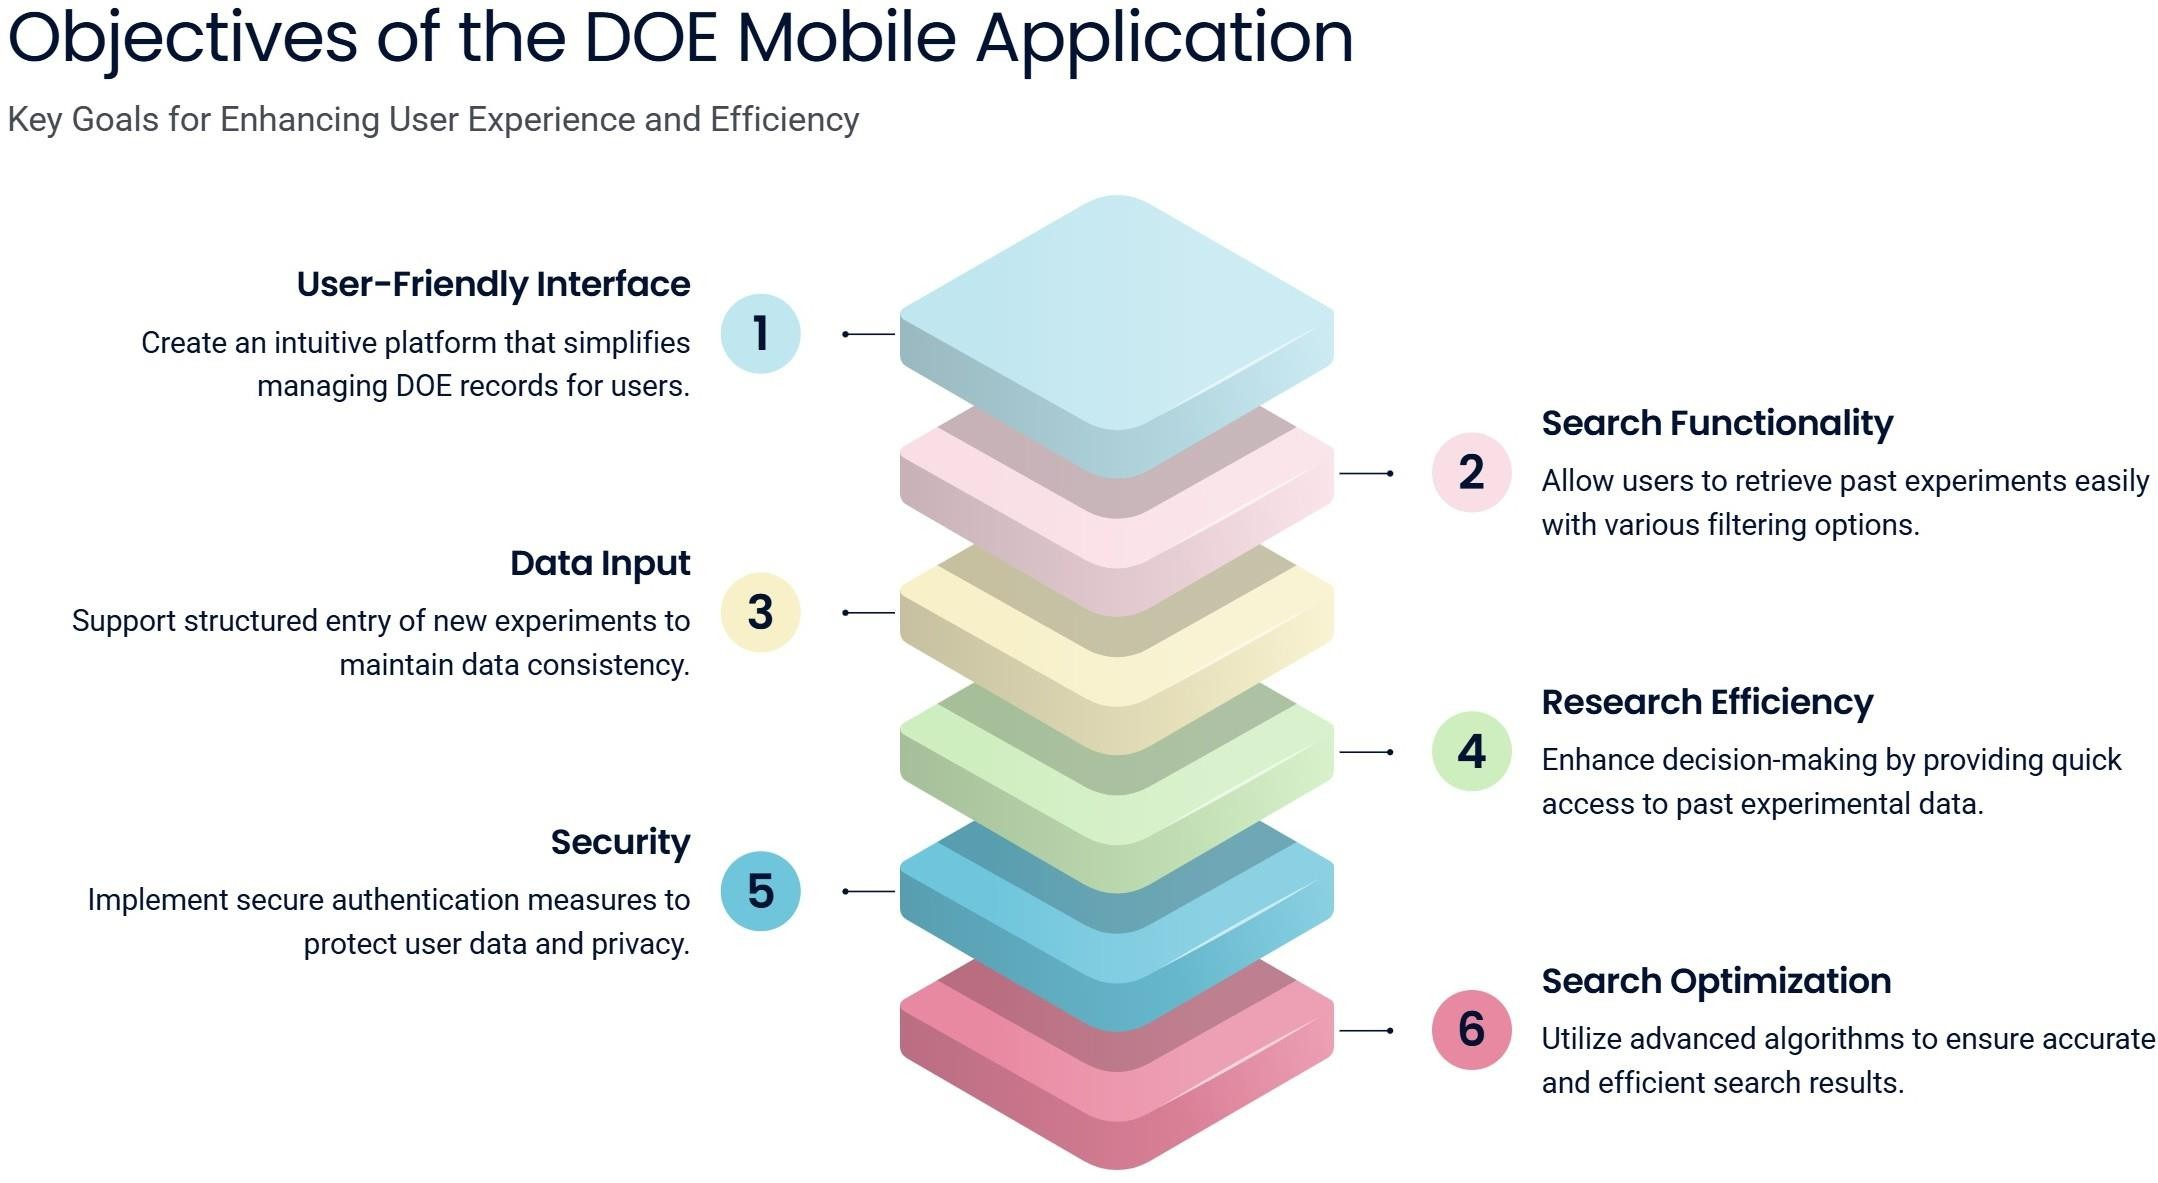 Objectives of the DOE Mobile Application
Key Goals for Enhancing User Experience and Efficiency
User-Friendly Interface
1
Create an intuitive platform that simplifies
managing DOE records for users.
Search Functionality
2
Allow users to retrieve past experiments easily
with various filtering options.
Data Input
3
Support structured entry of new experiments to
maintain data consistency.
Research Efficiency
4
Enhance decision-making by providing quick
access to past experimental data.
Security
5
Implement secure authentication measures to
protect user data and privacy.
Search Optimization
6
Utilize advanced algorithms to ensure accurate
and efficient search results.